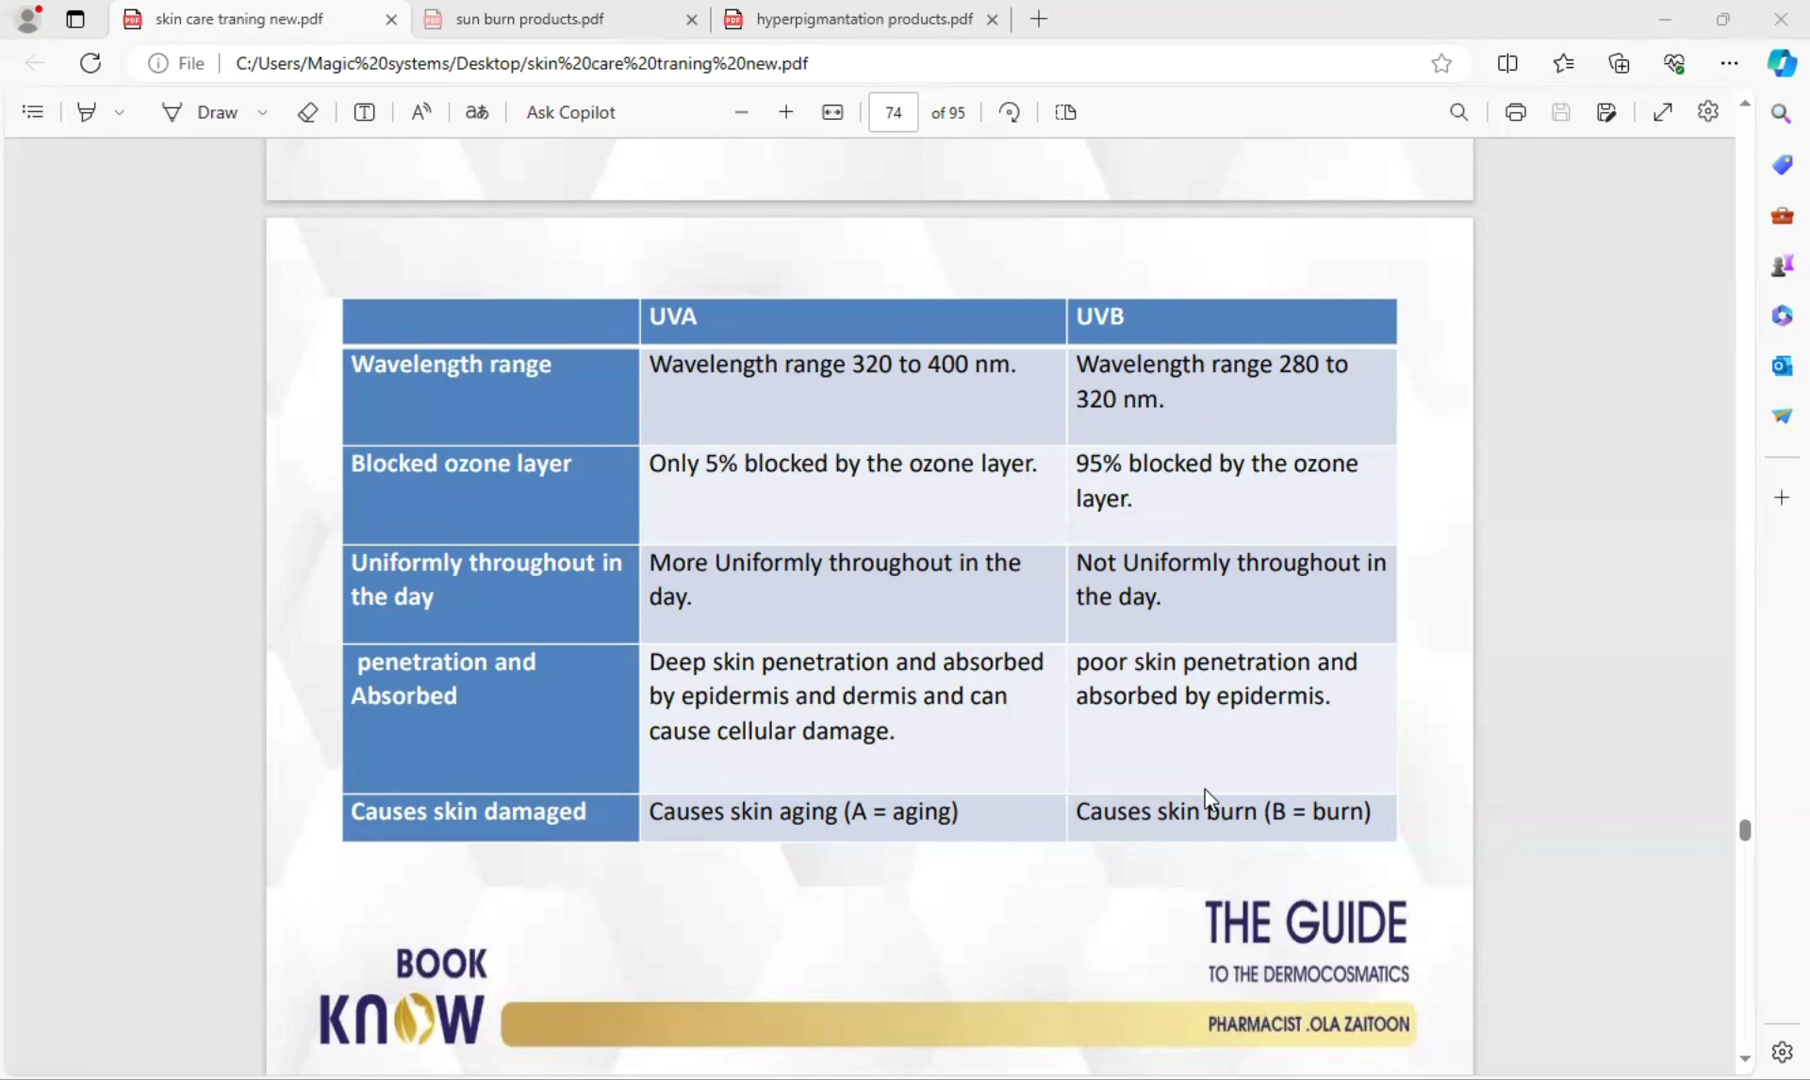 skin care traning new.pdf
sun burn products.pdf
hyperpigmantation products.pdf
File
C:/Users/Magic%20systems/Desktop/skin%20care%20traning%20new.pdf
Draw
Ask Copilot
74
of 95
UVA
UVB
Wavelength range
Wavelength range 320 to 400 nm.
Wavelength range 280 to
320 nm.
Blocked ozone layer
Only 5% blocked by the ozone layer.
95% blocked by the ozone
layer.
Uniformly throughout in
the day
More Uniformly throughout in the
day.
Not Uniformly throughout in
the day.
penetration and
Absorbed
Deep skin penetration and absorbed
by epidermis and dermis and can
cause cellular damage.
poor skin penetration and
absorbed by epidermis.
Causes skin damaged
Causes skin aging (A = aging)
Causes skin burn (B = burn)
BOOK
KNOW
THE GUIDE
TO THE DERMOCOSMATICS
PHARMACIST .OLA ZAITOON